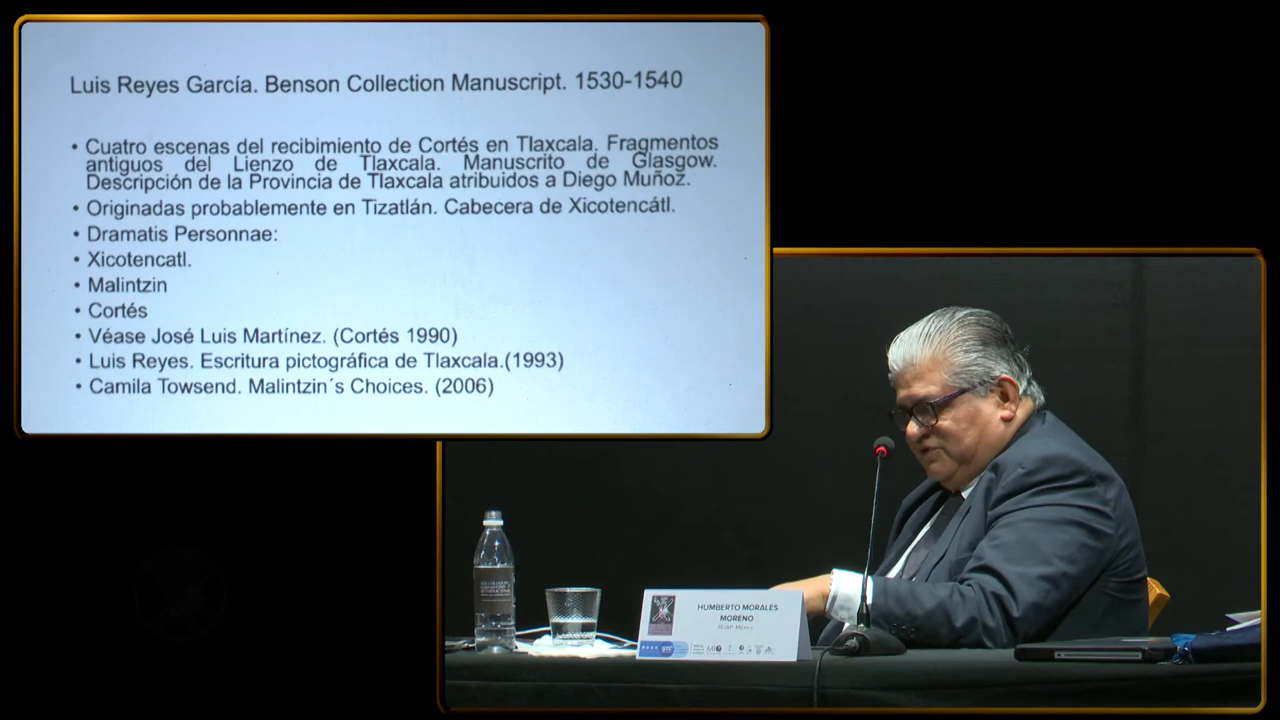 Luis Reyes García. Benson Collection Manuscript. 1530-1540
• Cuatro escenas del recibimiento de Cortés en Tlaxcala. Fragmentos
antiguos del Lienzo de Tlaxcala. Manuscrito de Glasgow.
Descripción de la Provincia de Tlaxcala atribuidos a Diego Muñoz.
• Originadas probablemente en Tizatlán. Cabecera de Xicotencátl.
• Dramatis Personnae:
• Xicotencatl.
• Malintzin
• Cortés
• Véase José Luis Martínez. (Cortés 1990)
• Luis Reyes. Escritura pictográfica de Tlaxcala.(1993)
• Camila Towsend. Malintzin´s Choices. (2006)
HUMBERTO MORALES
MORENO